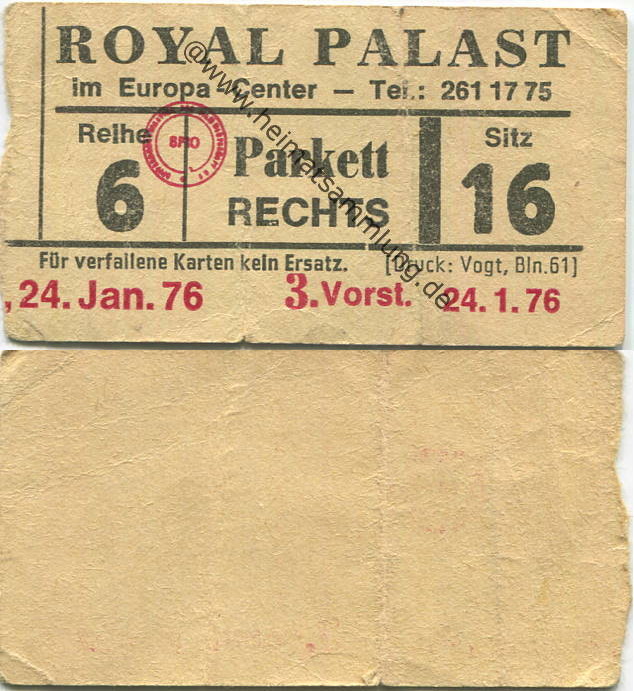 ROYAL PALAST
im Europa-Center – Tel.: 261 17 75
Reihe
6
Parkett
RECHTS
Sitz
16
Für verfallene Karten kein Ersatz. [Druck: Vogt, Bln.61]
, 24. Jan. 76 3. Vorst. 24.1.76
@www.heimatsammlung.de